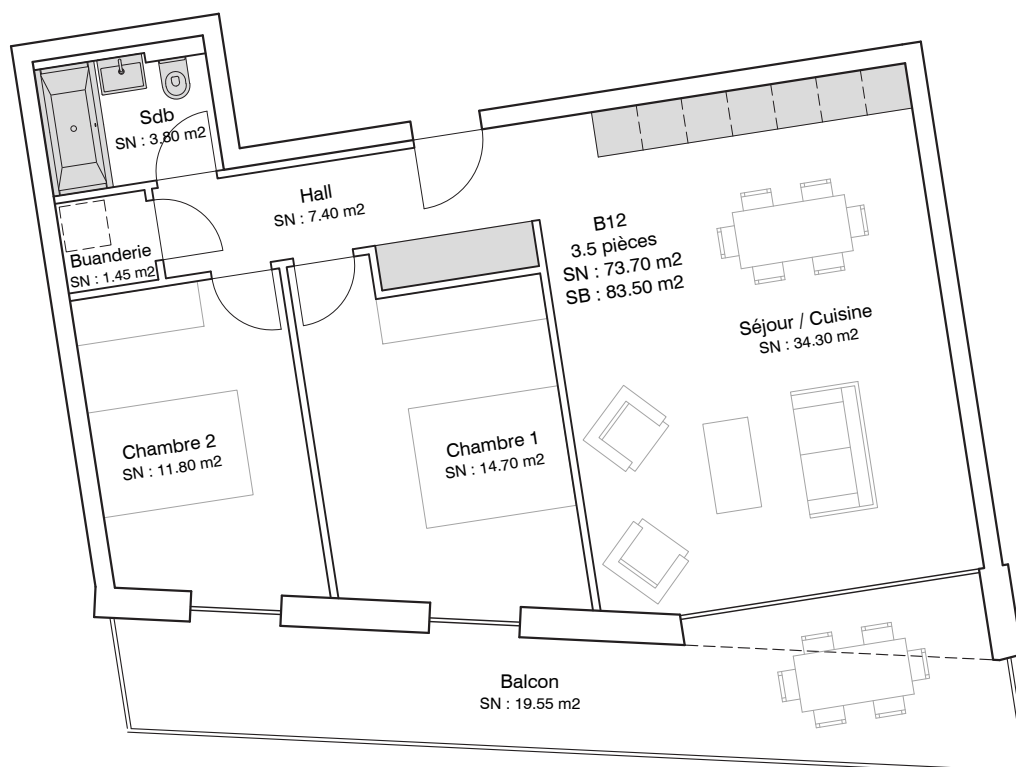 Sdb
SN : 3.80 m2
Hall
SN : 7.40 m2
Buanderie
SN : 1.45 m2
B12
3.5 pièces
SN : 73.70 m2
SB : 83.50 m2
Séjour / Cuisine
SN : 34.30 m2
Chambre 2
SN : 11.80 m2
Chambre 1
SN : 14.70 m2
Balcon
SN : 19.55 m2